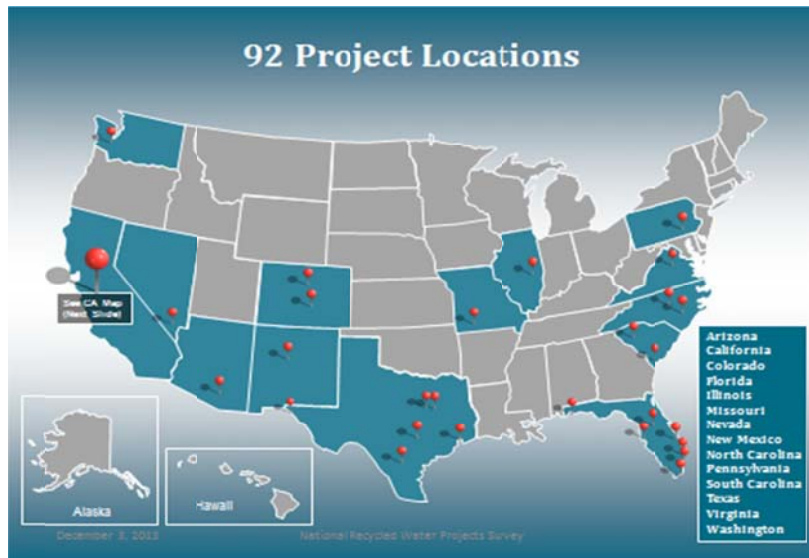 92 Project Locations
See CA Map
(Next Slide)
Arizona
California
Colorado
Florida
Illinois
Missouri
Nevada
New Mexico
North Carolina
Pennsylvania
South Carolina
Texas
Virginia
Washington
Alaska
Hawaii
December 3, 2013
National Recycled Water Projects Survey